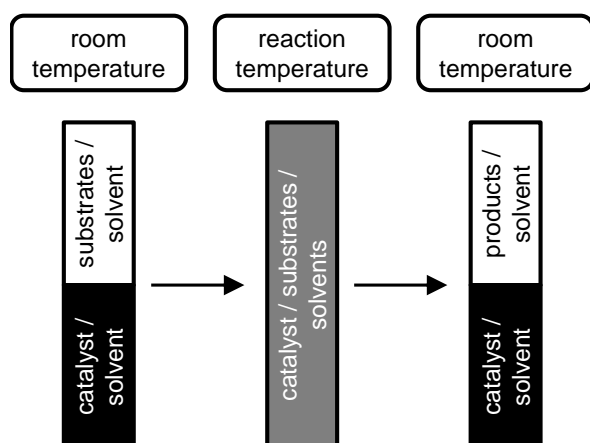 room
temperature
reaction
temperature
room
temperature
substrates /
solvent
catalyst /
solvent
catalyst / substrates /
solvents
products /
solvent
catalyst /
solvent